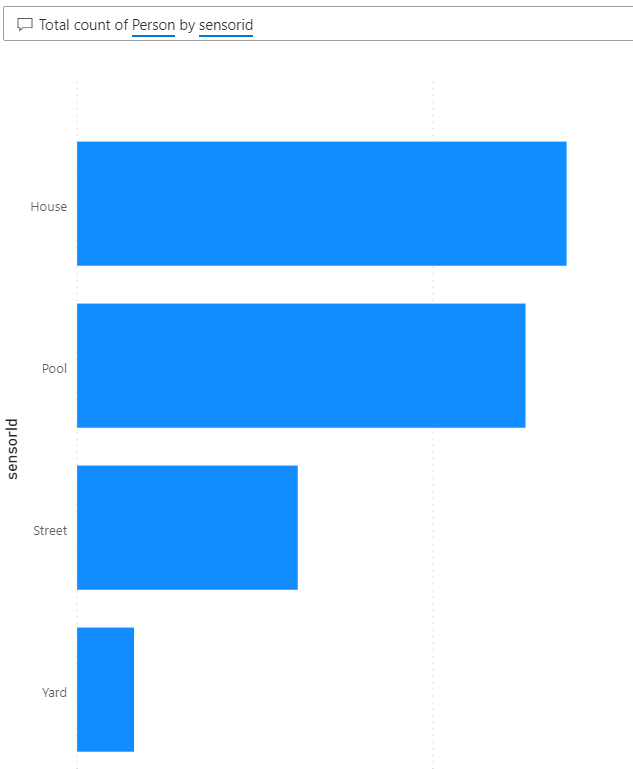 Total count of Person by sensorid
House
Pool
sensorId
Street
Yard